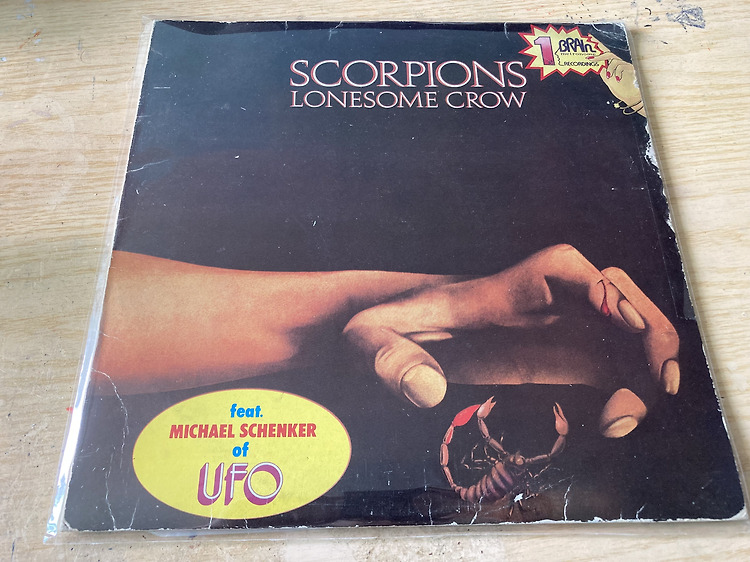 1 BRAIN
RECORDINGS
SCORPIONS
LONESOME CROW
feat.
MICHAEL SCHENKER
of
UFO